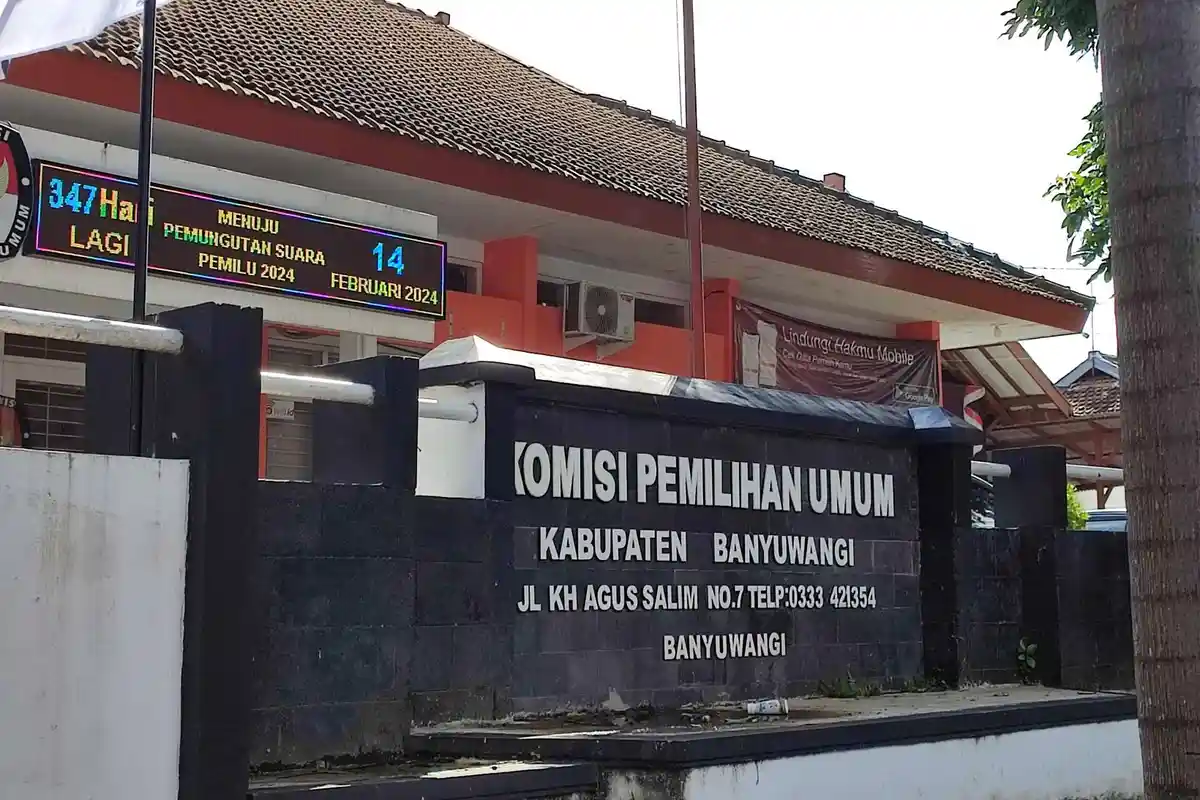 UMUM
347 Hari
LAGI
MENUJU
PEMUNGUTAN SUARA
PEMILU 2024
14
FEBRUARI 2024
Lindungi Hakmu Mobile
KOMISI PEMILIHAN UMUM
KABUPATEN BANYUWANGI
JL KH AGUS SALIM NO.7 TELP:0333 421354
BANYUWANGI